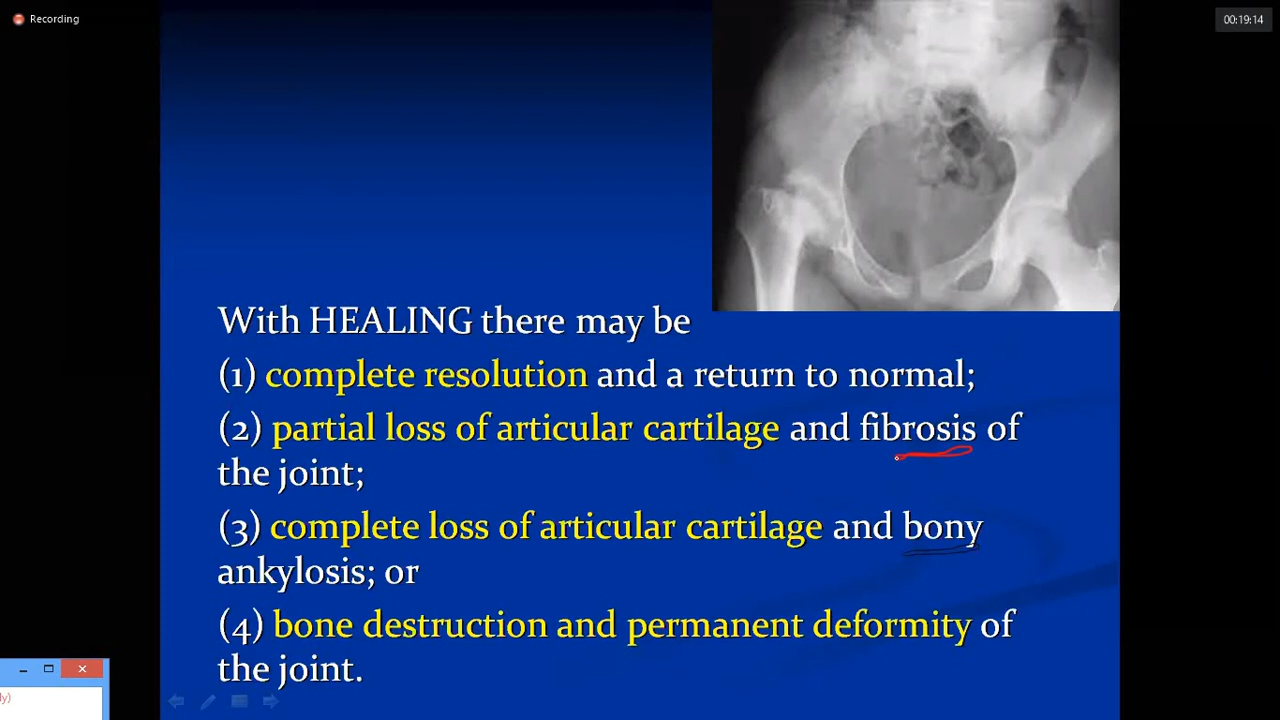 Recording
00:19:14
With HEALING there may be
(1) complete resolution and a return to normal;
(2) partial loss of articular cartilage and fibrosis of
the joint;
(3) complete loss of articular cartilage and bony
ankylosis; or
(4) bone destruction and permanent deformity of
the joint.
ly)